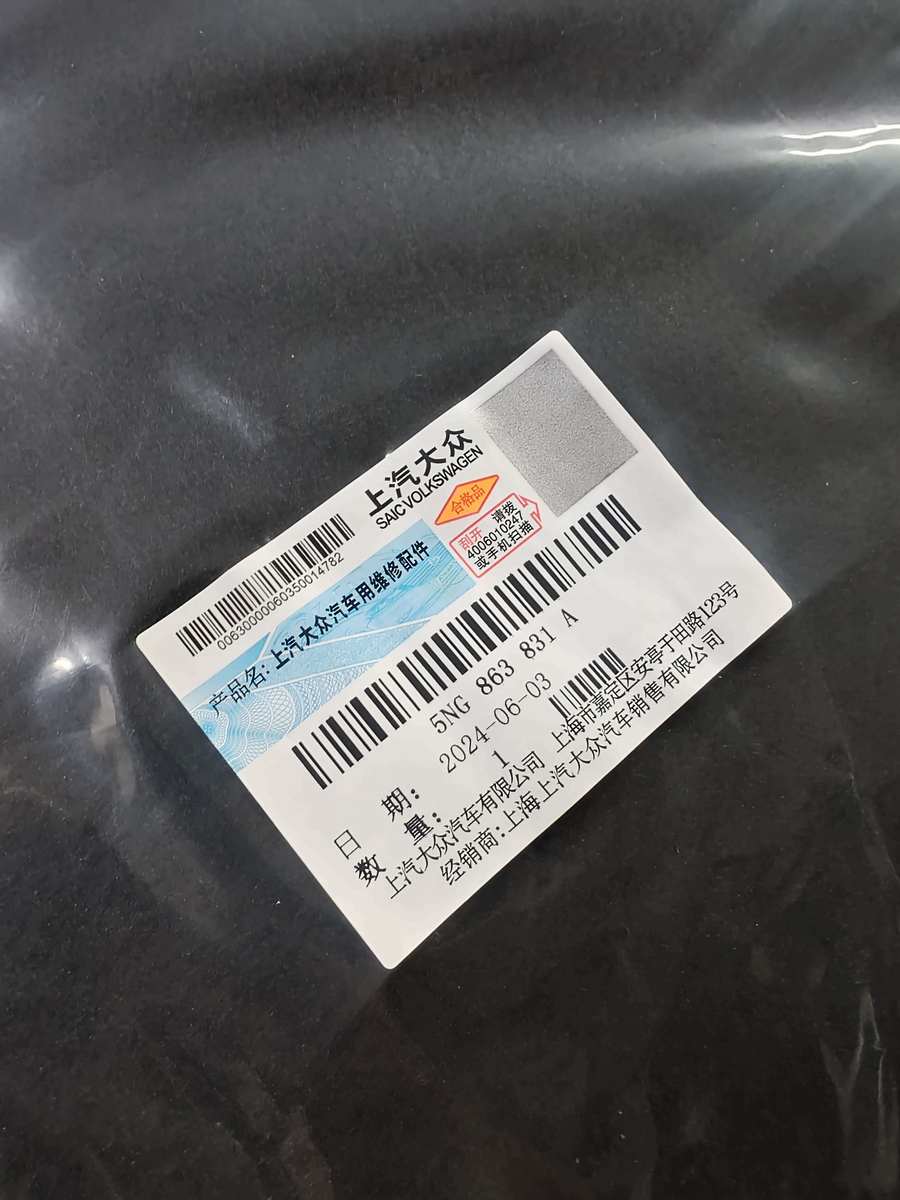 上汽大众
SAIC VOLKSWAGEN
合格品
刮开 请拨
4006010247
或手机扫描
00630000060350014782
产品名: 上汽大众汽车用维修配件
5NG 863 831 A
日 期: 2024-06-03
数 量: 1
上汽大众汽车有限公司 上海市嘉定区安亭于田路123号
经销商: 上海上汽大众汽车销售有限公司